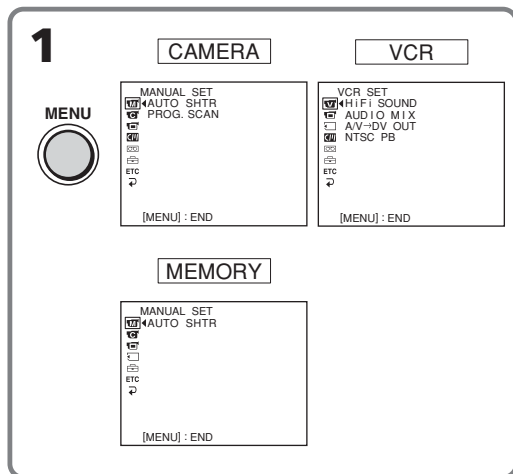 1
CAMERA
VCR
MENU
MANUAL SET
AUTO SHTR
PROG. SCAN
ETC
[MENU] : END
VCR SET
HiFi SOUND
AUDIO MIX
A/V→DV OUT
NTSC PB
ETC
[MENU] : END
MEMORY
MANUAL SET
AUTO SHTR
ETC
[MENU] : END